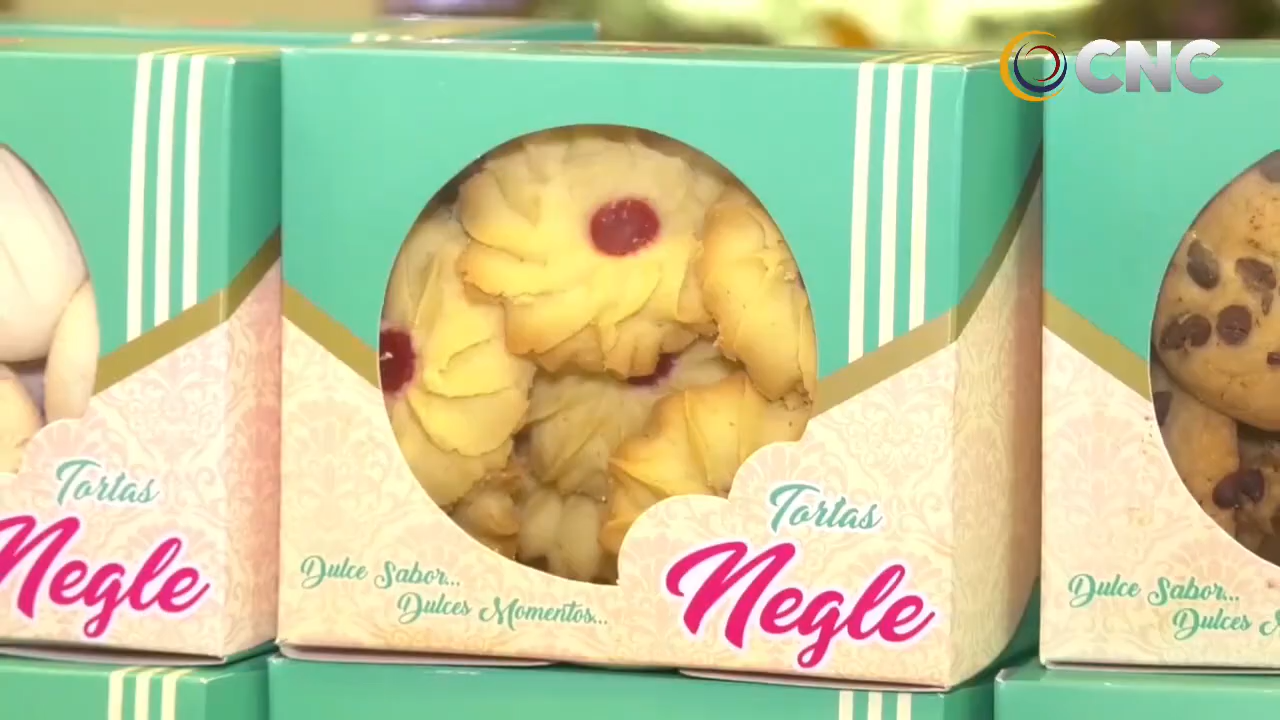 CNC
Tortas
Negle
Tortas
Negle
Dulce Sabor...
Dulces Momentos...
Dulce Sabor...
Dulces